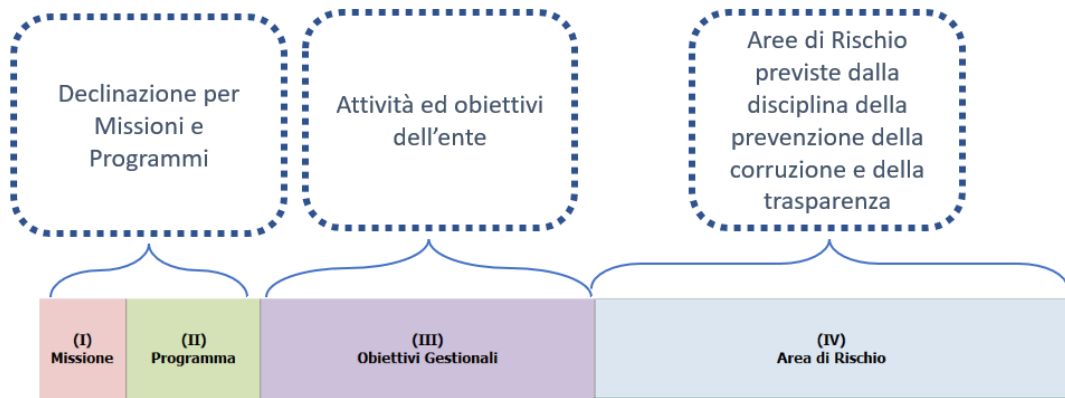 Declinazione per
Missioni e
Programmi
Attività ed obiettivi
dell’ente
Aree di Rischio
previste dalla
disciplina della
prevenzione della
corruzione e della
trasparenza
(I)
Missione
(II)
Programma
(III)
Obiettivi Gestionali
(IV)
Area di Rischio